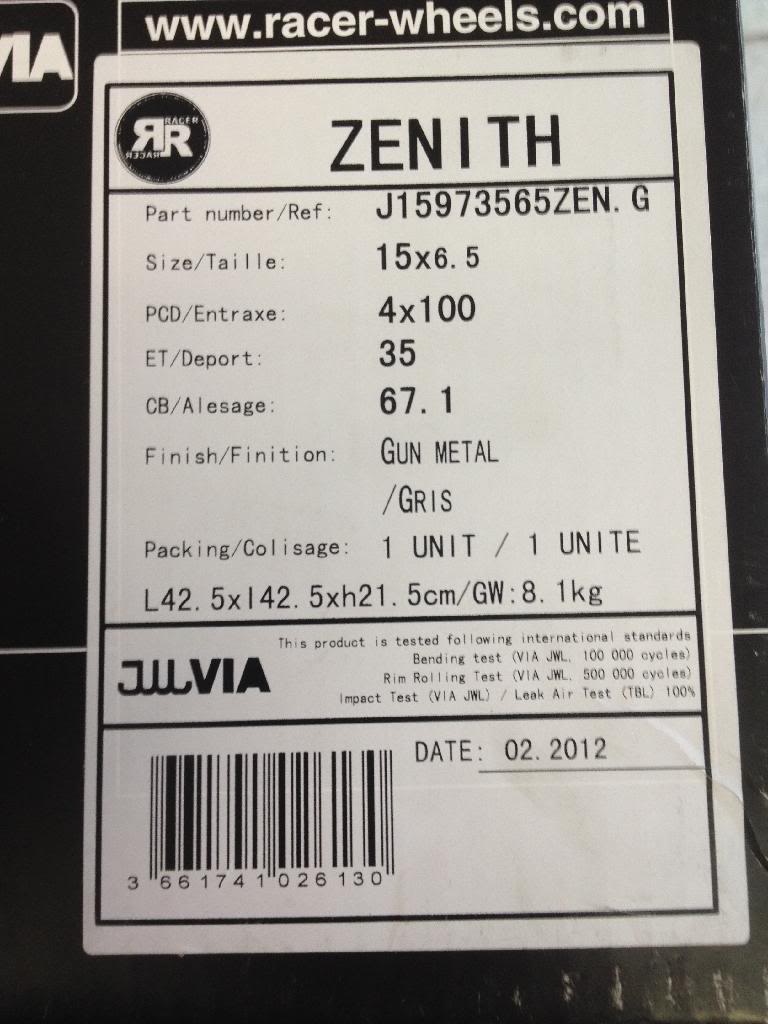 www.racer-wheels.com
VIA
RACER
RR
RACER
ZENITH
Part number/Ref: J15973565ZEN. G
Size/Taille: 15x6. 5
PCD/Entraxe: 4x100
ET/Deport: 35
CB/Alesage: 67. 1
Finish/Finition: GUN METAL
/GRIS
Packing/Colisage: 1 UNIT / 1 UNITE
L42. 5xl42. 5xh21. 5cm/GW:8. 1kg
JWLVIA
This product is tested following international standards
Bending test (VIA JWL, 100 000 cycles)
Rim Rolling Test (VIA JWL, 500 000 cycles)
Impact Test (VIA JWL) / Leak Air Test (TBL) 100%
DATE: 02. 2012
3 661741 026130